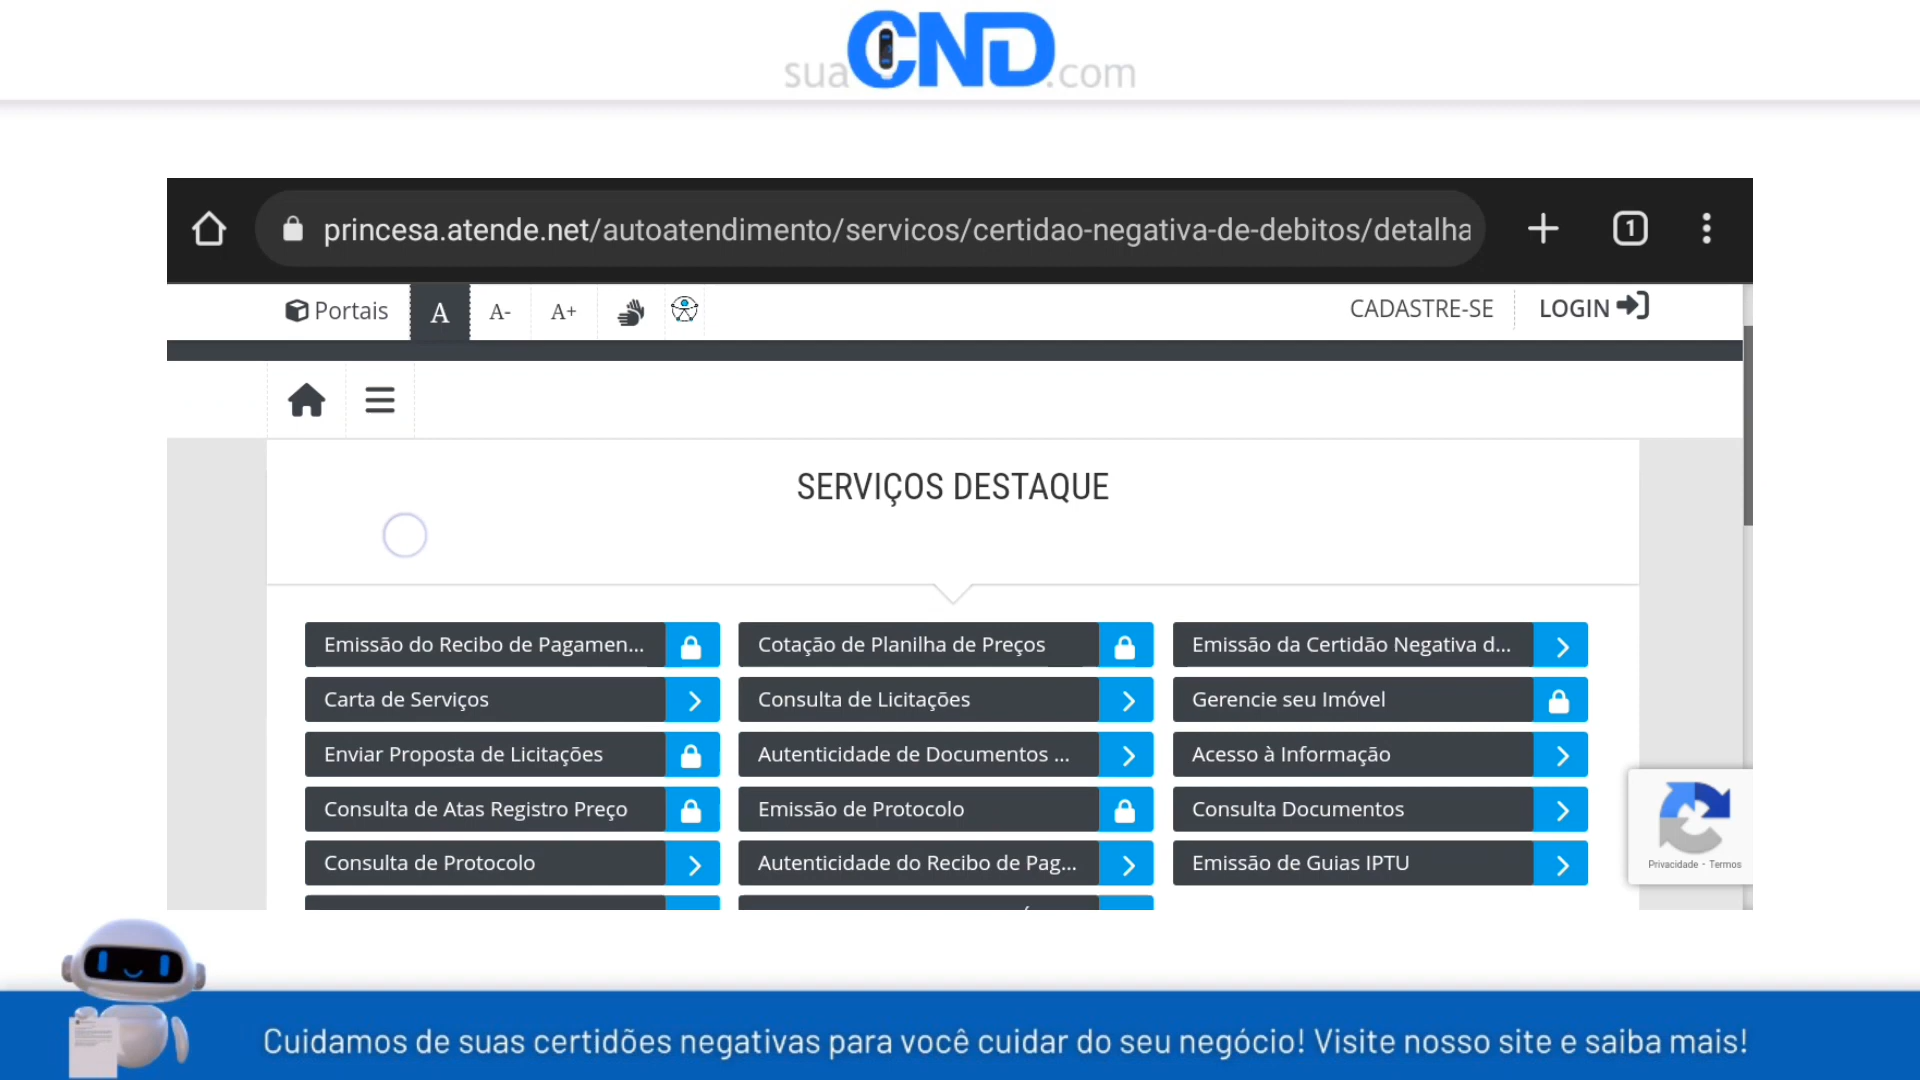 suaCND.com
princesa.atende.net/autoatendimento/servicos/certidao-negativa-de-debitos/detalha
1
Portais A A- A+ CADASTRE-SE LOGIN
SERVIÇOS DESTAQUE
Emissão do Recibo de Pagamen... Cotação de Planilha de Preços Emissão da Certidão Negativa d...
Carta de Serviços Consulta de Licitações Gerencie seu Imóvel
Enviar Proposta de Licitações Autenticidade de Documentos ... Acesso à Informação
Consulta de Atas Registro Preço Emissão de Protocolo Consulta Documentos
Consulta de Protocolo Autenticidade do Recibo de Pag... Emissão de Guias IPTU
Privacidade - Termos
Cuidamos de suas certidões negativas para você cuidar do seu negócio! Visite nosso site e saiba mais!